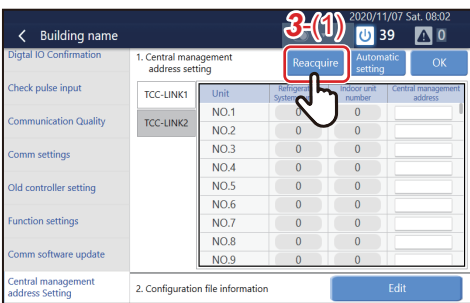 2020/11/07 Sat. 08:02
Building name
3-(1)
39
0
Digtal IO Confirmation
Check pulse input
Communication Quality
Comm settings
Old controller setting
Function settings
Comm software update
Central management
address Setting
1. Central management
address setting
Reacquire
Automatic
setting
OK
TCC-LINK1
TCC-LINK2
Unit
Indoor unit
number
Central management
address
NO.1 0 0
NO.2 0 0
NO.3 0 0
NO.4 0 0
NO.5 0 0
NO.6 0 0
NO.7 0 0
NO.8 0 0
NO.9 0 0
2. Configuration file information
Edit